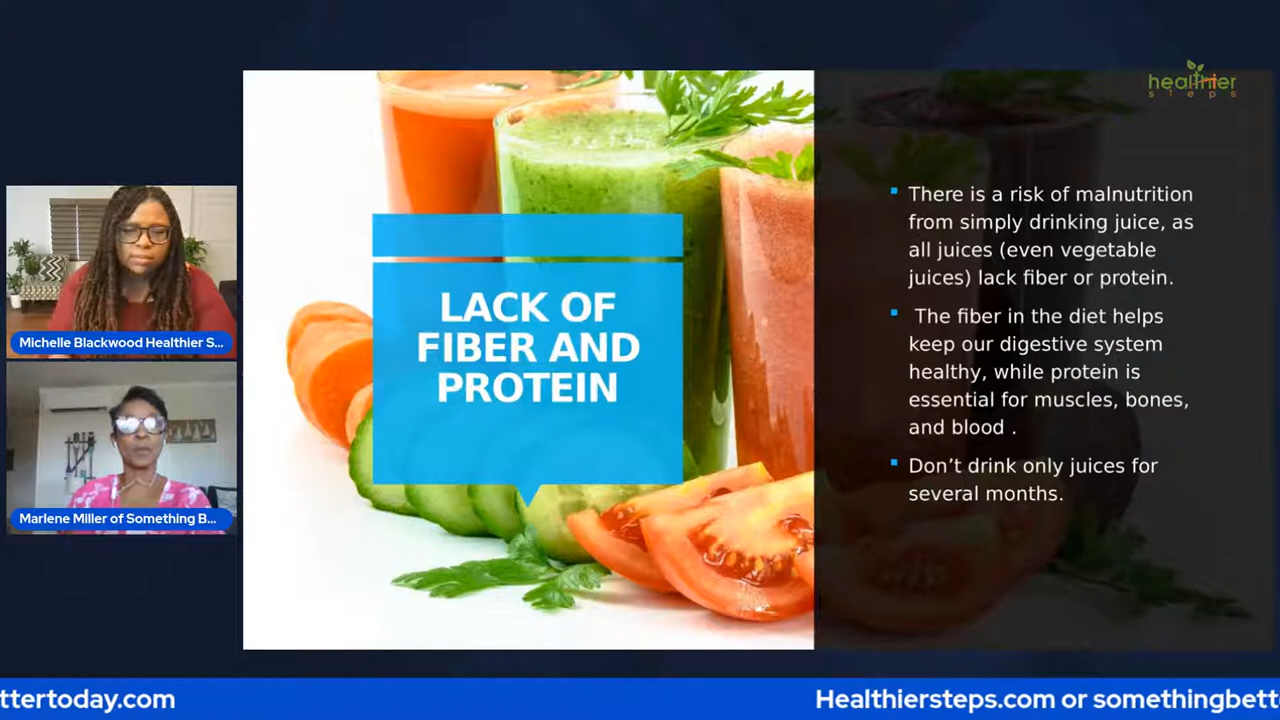 healthier
steps
There is a risk of malnutrition
from simply drinking juice, as
all juices (even vegetable
juices) lack fiber or protein.
The fiber in the diet helps
keep our digestive system
healthy, while protein is
essential for muscles, bones,
and blood .
Don’t drink only juices for
several months.
LACK OF
FIBER AND
PROTEIN
Michelle Blackwood Healthier S...
Marlene Miller of Something B...
ttertoday.com
Healthiersteps.com or somethingbett